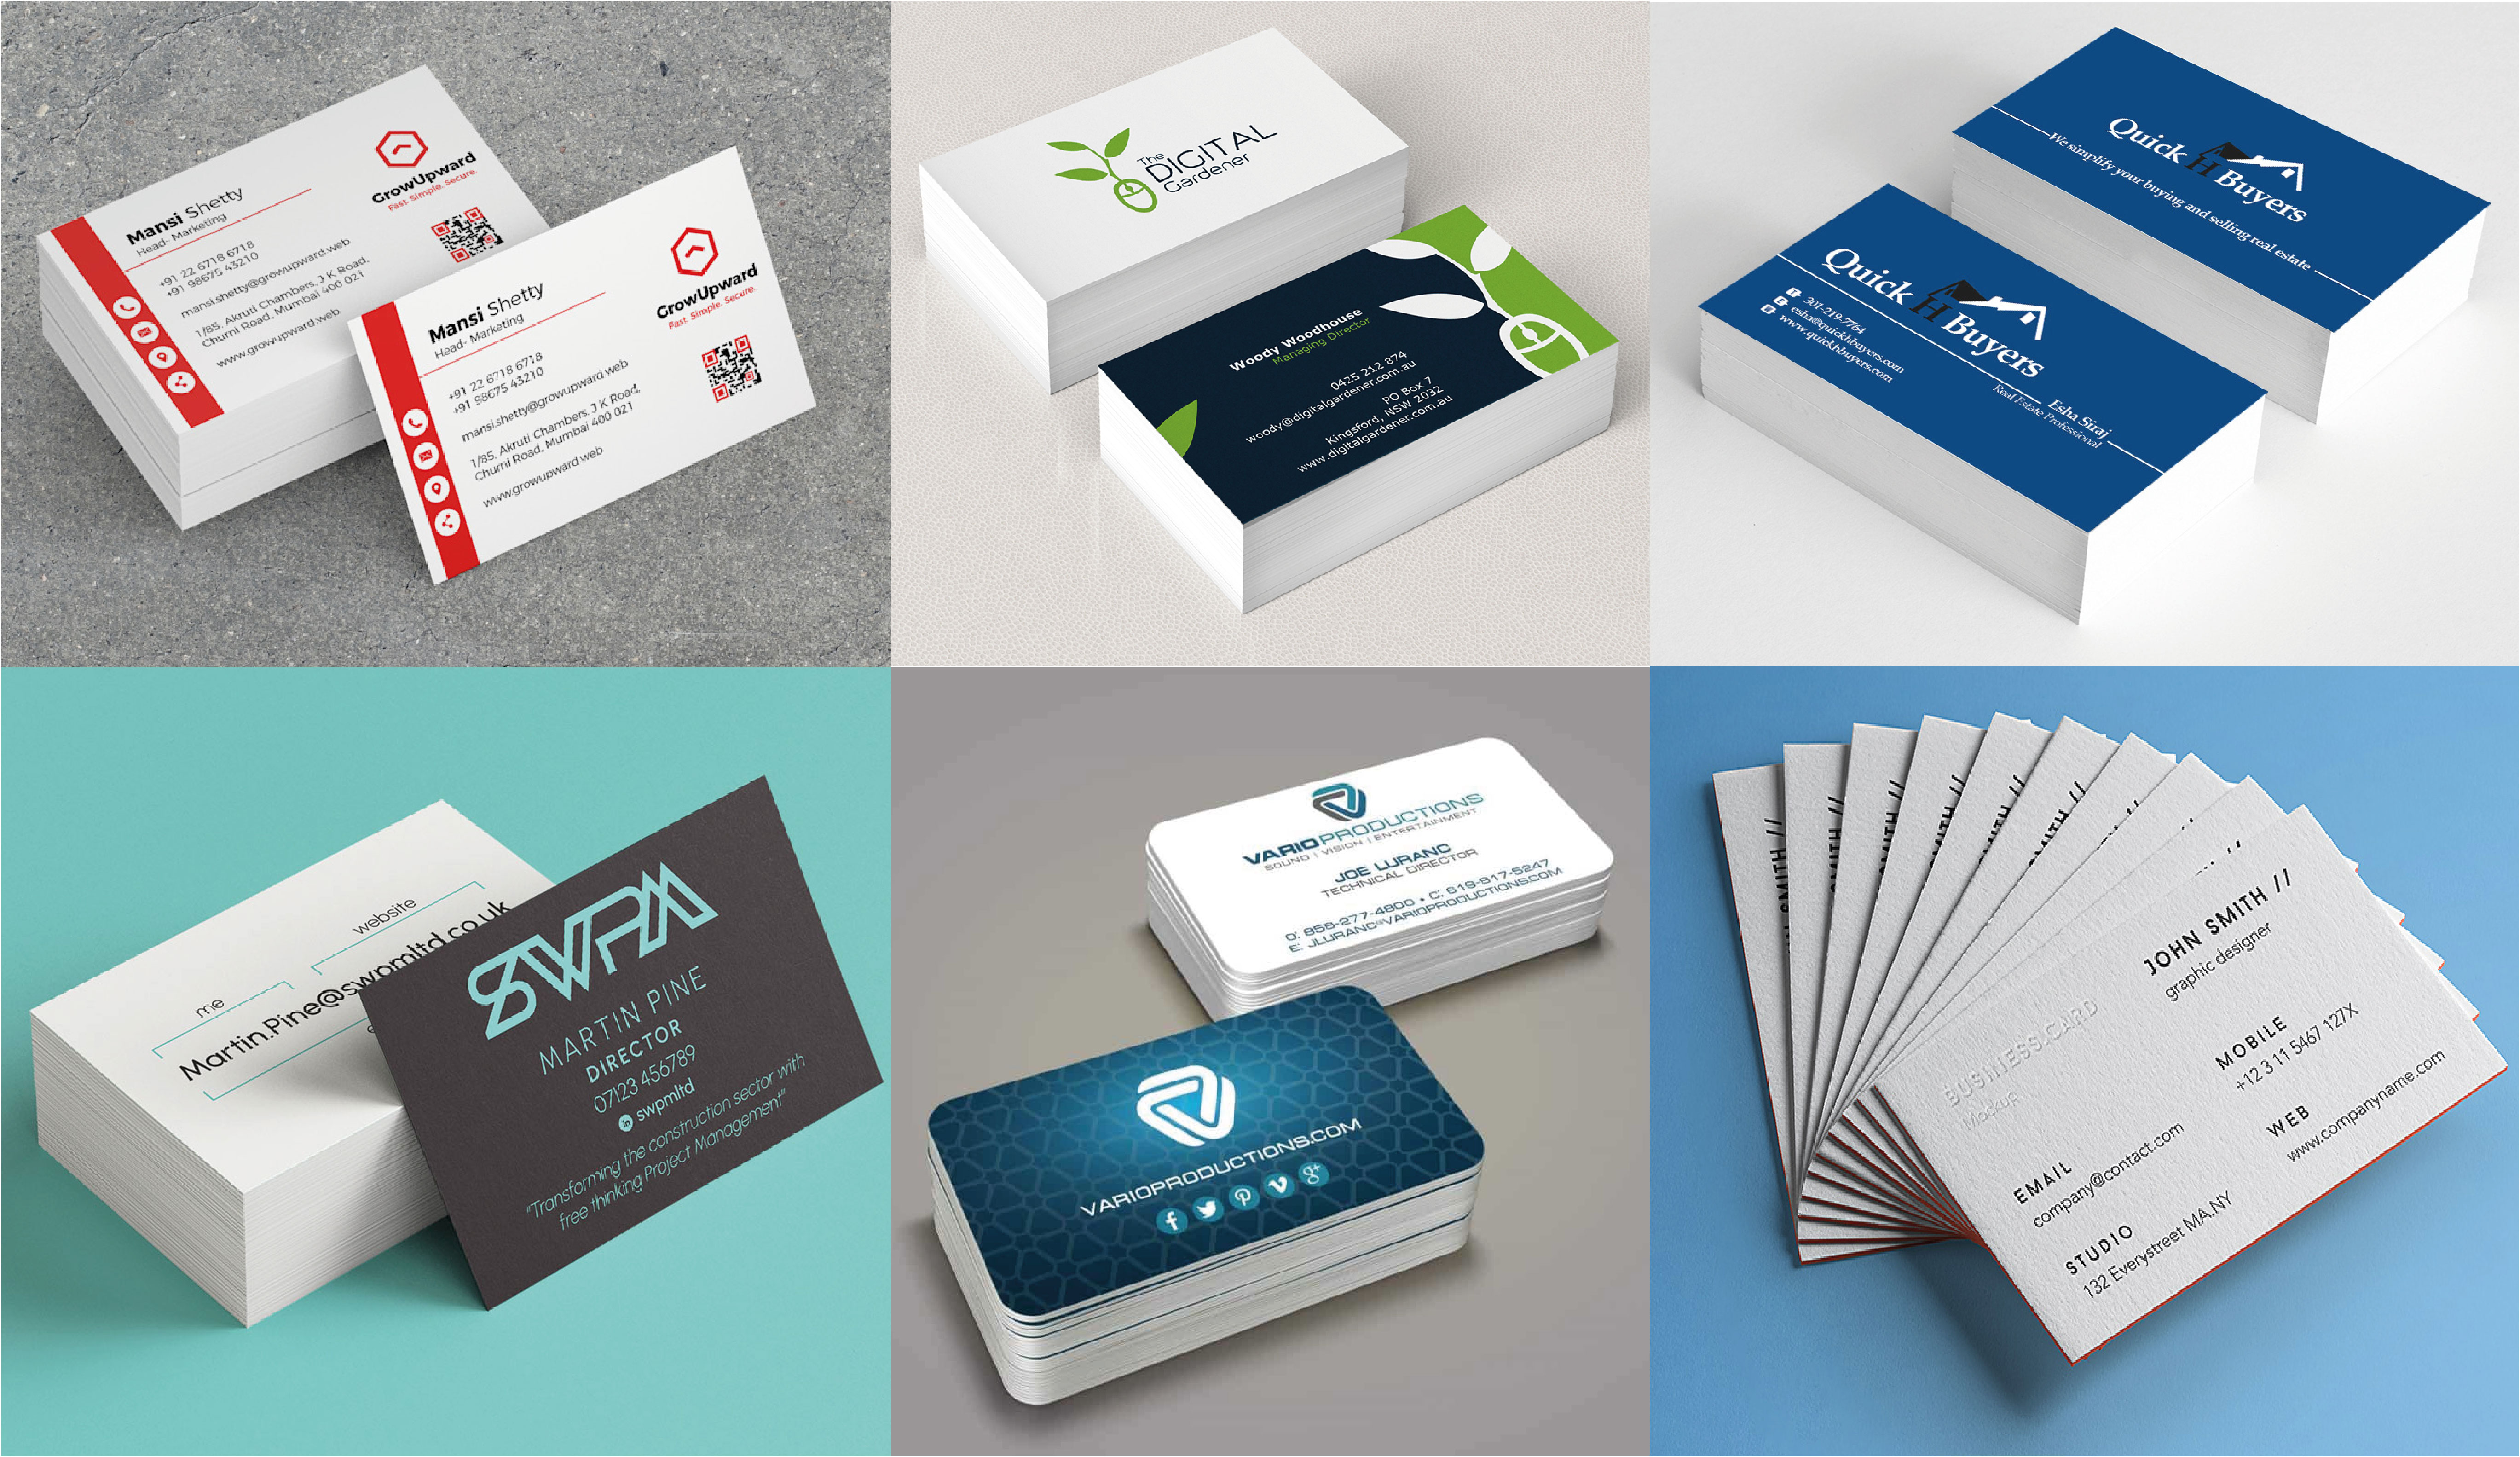 Mansi Shetty
Head- Marketing
+91 22 6718 6718
+91 98675 43210
mansi.shetty@growupward.web
1/85. Akruti Chambers, J K Road,
Churni Road, Mumbai 400 021
www.growupward.web
GrowUpward
Fast. Simple. Secure.
Mansi Shetty
Head- Marketing
+91 22 6718 6718
+91 98675 43210
mansi.shetty@growupward.web
1/85. Akruti Chambers, J K Road,
Churni Road, Mumbai 400 021
www.growupward.web
GrowUpward
Fast. Simple. Secure.
The
DIGITAL
Gardener
Woody Woodhouse
Managing Director
0425 212 874
woody@digitalgardener.com.au
PO Box 7
Kingsford, NSW 2032
www.digitalgardener.com.au
Quick
H Buyers
We simplify your buying and selling real estate
Quick
H Buyers
301-219-7764
esha@quickhbuyers.com
www.quickhbuyers.com
Esha Siraj
Real Estate Professional
me
website
Martin.Pine@swpmltd.co.uk
SWPM
MARTIN PINE
DIRECTOR
07123 456789
in swpmltd
"Transforming the construction sector with
free thinking Project Management"
VARIOPRODUCTIONS
SOUND | VISION | ENTERTAINMENT
JOE LURANC
TECHNICAL DIRECTOR
O: 858-277-4800 • C: 619-817-5247
E: JLURANC@VARIOPRODUCTIONS.COM
VARIOPRODUCTIONS.COM
SMITH //
SMITH //
SMITH //
SMITH //
SMITH //
SMITH //
JOHN SMITH //
graphic designer
BUSINESS CARD
Mockup
MOBILE
+12 3 11 5467 127X
EMAIL
company@contact.com
WEB
www.companyname.com
STUDIO
132 Everystreet MA.NY